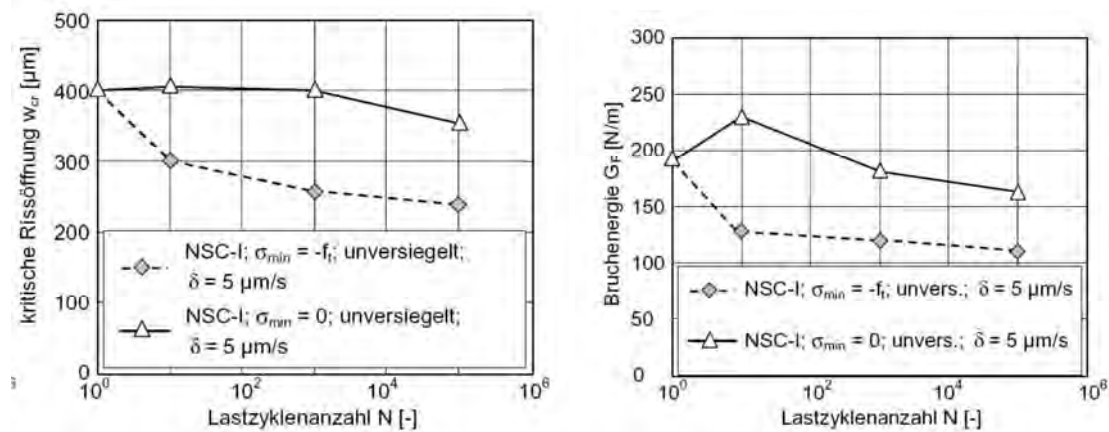 500
400
300
200
100
0
kritische Rissöffnung w_cr [µm]
NSC-I; σ_min = -f_t; unversiegelt;
δ = 5 µm/s
NSC-I; σ_min = 0; unversiegelt;
δ = 5 µm/s
10^0 10^2 10^4 10^6
Lastzyklenanzahl N [-]
300
250
200
150
100
50
0
Bruchenergie G_F [N/m]
NSC-I; σ_min = -f_t; unvers.; δ = 5 µm/s
NSC-I; σ_min = 0; unvers.; δ = 5 µm/s
10^0 10^2 10^4 10^6
Lastzyklenanzahl N [-]